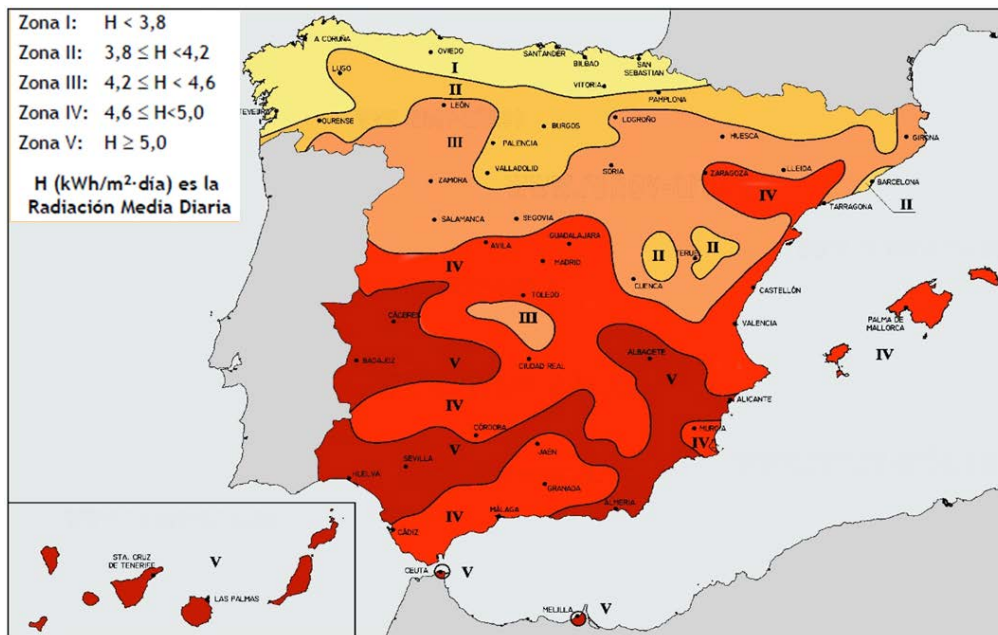 Zona I: H < 3,8
Zona II: 3,8 ≤ H <4,2
Zona III: 4,2 ≤ H < 4,6
Zona IV: 4,6 ≤ H<5,0
Zona V: H ≥ 5,0
H (kWh/m²·día) es la
Radiación Media Diaria
A CORUÑA
OVIEDO
SANTANDER
BILBAO
SAN
SEBASTIAN
I
LUGO
II
VITORIA
PAMPLONA
TEVEDRA
OURENSE
LEÓN
LOGROÑO
BURGOS
HUESCA
GIRONA
III
PALENCIA
VALLADOLID
SORIA
ZARAGOZA
LLEIDA
BARCELONA
ZAMORA
IV
TARRAGONA
II
SALAMANCA
SEGOVIA
AVILA
GUADALAJARA
IV
MADRID
II
TERUEL
II
CUENCA
CASTELLÓN
TOLEDO
CÁCERES
III
VALENCIA
PALMA DE
MALLORCA
IV
BADAJOZ
V
CIUDAD REAL
ALBACETE
V
IV
ALICANTE
CÓRDOBA
MURCIA
IV
V
JAÉN
SEVILLA
HUELVA
GRANADA
ALMERIA
IV
MÁLAGA
CÁDIZ
CEUTA
V
MELILLA
V
STA. CRUZ
DE TENERIFE
V
LAS PALMAS